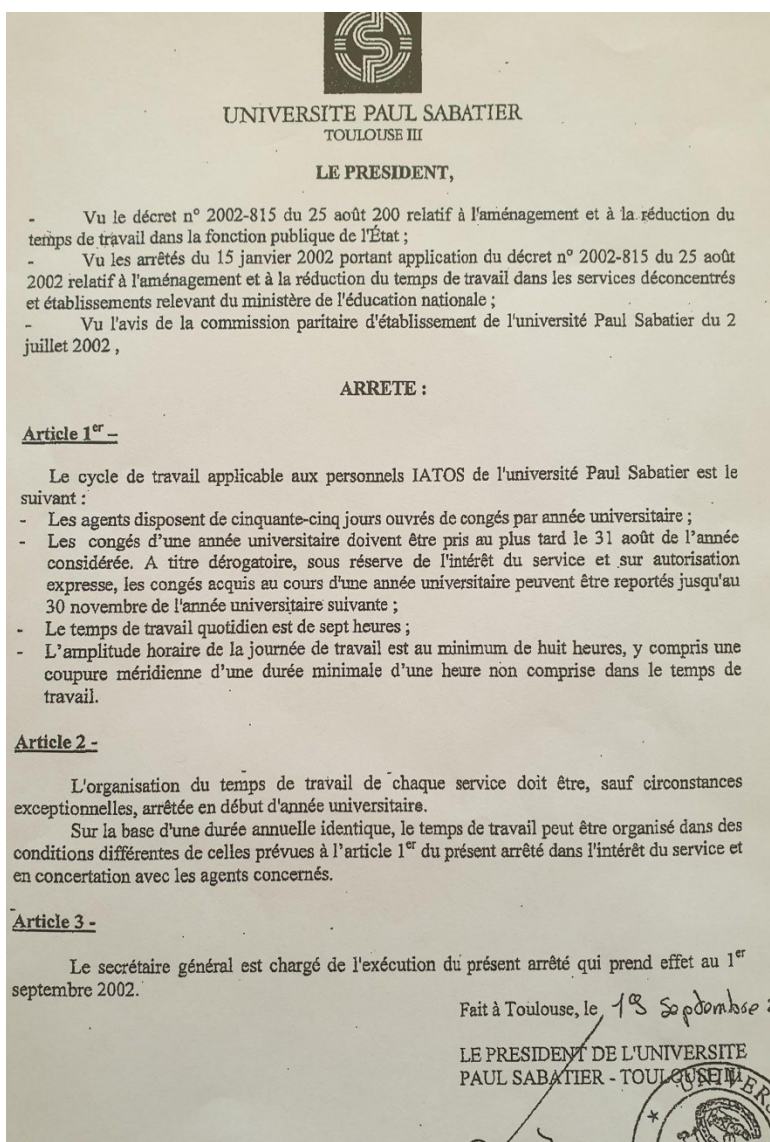 UNIVERSITE PAUL SABATIER
TOULOUSE III
LE PRESIDENT,
- Vu le décret n° 2002-815 du 25 août 200 relatif à l'aménagement et à la réduction du
temps de travail dans la fonction publique de l'État ;
- Vu les arrêtés du 15 janvier 2002 portant application du décret n° 2002-815 du 25 août
2002 relatif à l'aménagement et à la réduction du temps de travail dans les services déconcentrés
et établissements relevant du ministère de l'éducation nationale ;
- Vu l'avis de la commission paritaire d'établissement de l'université Paul Sabatier du 2
juillet 2002 ,
ARRETE :
Article 1er –
Le cycle de travail applicable aux personnels IATOS de l'université Paul Sabatier est le
suivant :
- Les agents disposent de cinquante-cinq jours ouvrés de congés par année universitaire ;
- Les congés d'une année universitaire doivent être pris au plus tard le 31 août de l'année
considérée. A titre dérogatoire, sous réserve de l'intérêt du service et sur autorisation
expresse, les congés acquis au cours d'une année universitaire peuvent être reportés jusqu'au
30 novembre de l'année universitaire suivante ;
- Le temps de travail quotidien est de sept heures ;
- L'amplitude horaire de la journée de travail est au minimum de huit heures, y compris une
coupure méridienne d'une durée minimale d'une heure non comprise dans le temps de
travail.
Article 2 -
L'organisation du temps de travail de chaque service doit être, sauf circonstances
exceptionnelles, arrêtée en début d'année universitaire.
Sur la base d'une durée annuelle identique, le temps de travail peut être organisé dans des
conditions différentes de celles prévues à l'article 1er du présent arrêté dans l'intérêt du service et
en concertation avec les agents concernés.
Article 3 -
Le secrétaire général est chargé de l'exécution du présent arrêté qui prend effet au 1er
septembre 2002.
Fait à Toulouse, le Septembre
LE PRESIDENT DE L'UNIVERSITE
PAUL SABATIER - TOULOUSE III